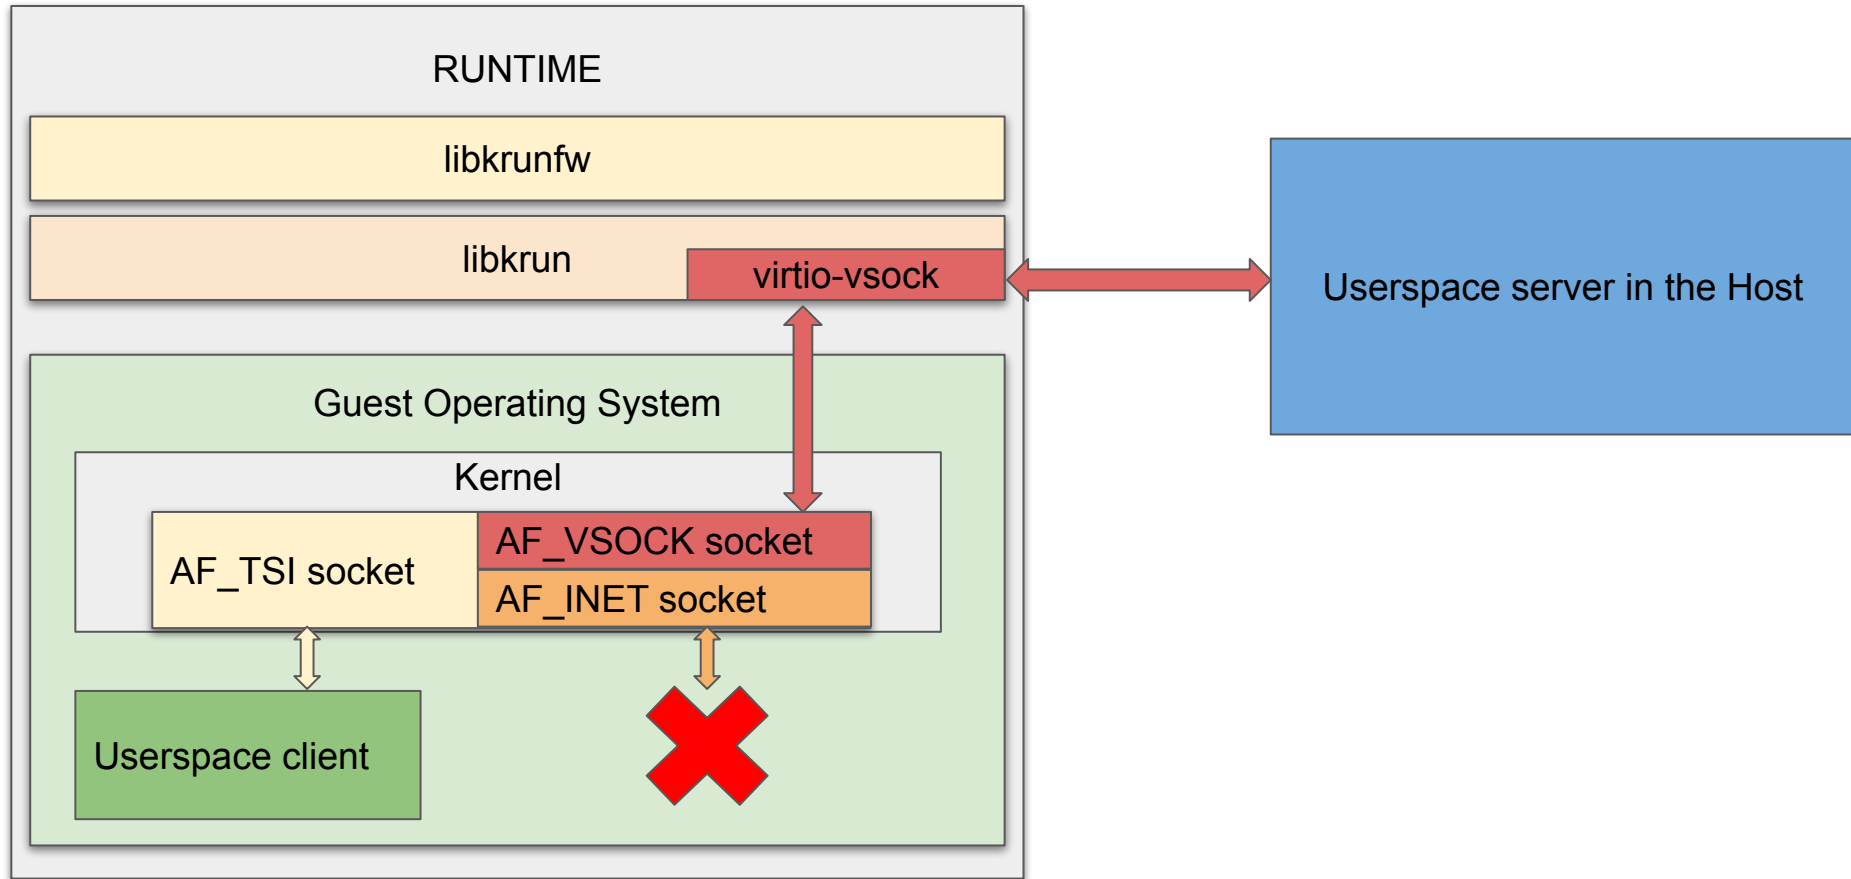 RUNTIME
libkrunfw
libkrun
virtio-vsock
Userspace server in the Host
Guest Operating System
Kernel
AF_TSI socket
AF_VSOCK socket
AF_INET socket
Userspace client